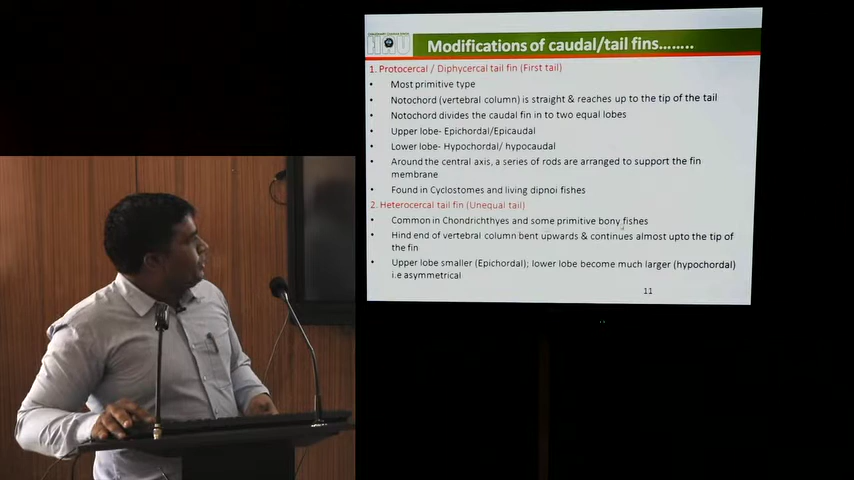 HAU
Modifications of caudal/tail fins........
1. Protocercal / Diphycercal tail fin (First tail)
• Most primitive type
• Notochord (vertebral column) is straight & reaches up to the tip of the tail
• Notochord divides the caudal fin in to two equal lobes
• Upper lobe- Epichordal/Epicaudal
• Lower lobe- Hypochordal/ hypocaudal
• Around the central axis, a series of rods are arranged to support the fin
membrane
• Found in Cyclostomes and living dipnoi fishes
2. Heterocercal tail fin (Unequal tail)
• Common in Chondrichthyes and some primitive bony fishes
• Hind end of vertebral column bent upwards & continues almost upto the tip of
the fin
• Upper lobe smaller (Epichordal); lower lobe become much larger (hypochordal)
i.e asymmetrical
11